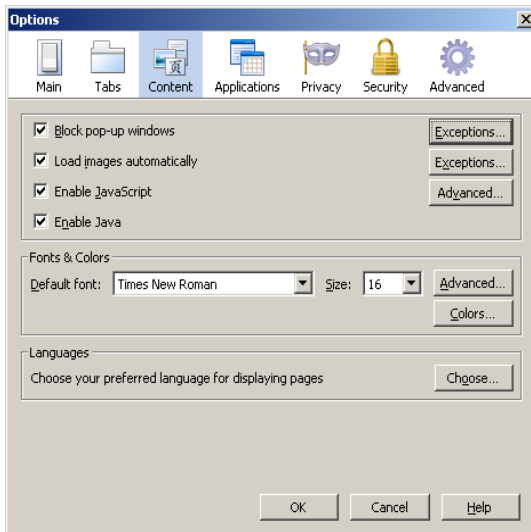 Options
Main Tabs Content Applications Privacy Security Advanced
Block pop-up windows Exceptions...
Load images automatically Exceptions...
Enable JavaScript Advanced...
Enable Java
Fonts & Colors
Default font: Times New Roman Size: 16 Advanced...
Colors...
Languages
Choose your preferred language for displaying pages Choose...
OK Cancel Help